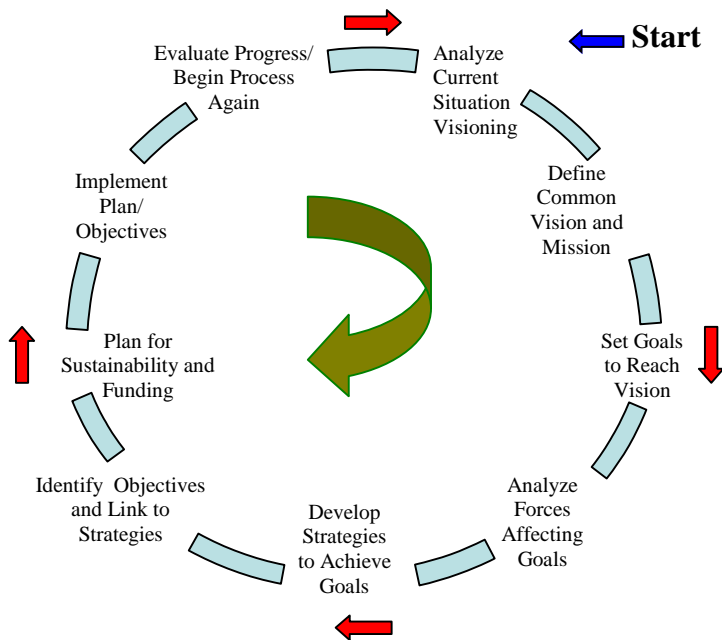 Start
Analyze
Current
Situation
Visioning
Define
Common
Vision and
Mission
Set Goals
to Reach
Vision
Analyze
Forces
Affecting
Goals
Develop
Strategies
to Achieve
Goals
Identify Objectives
and Link to
Strategies
Plan for
Sustainability and
Funding
Implement
Plan/
Objectives
Evaluate Progress/
Begin Process
Again